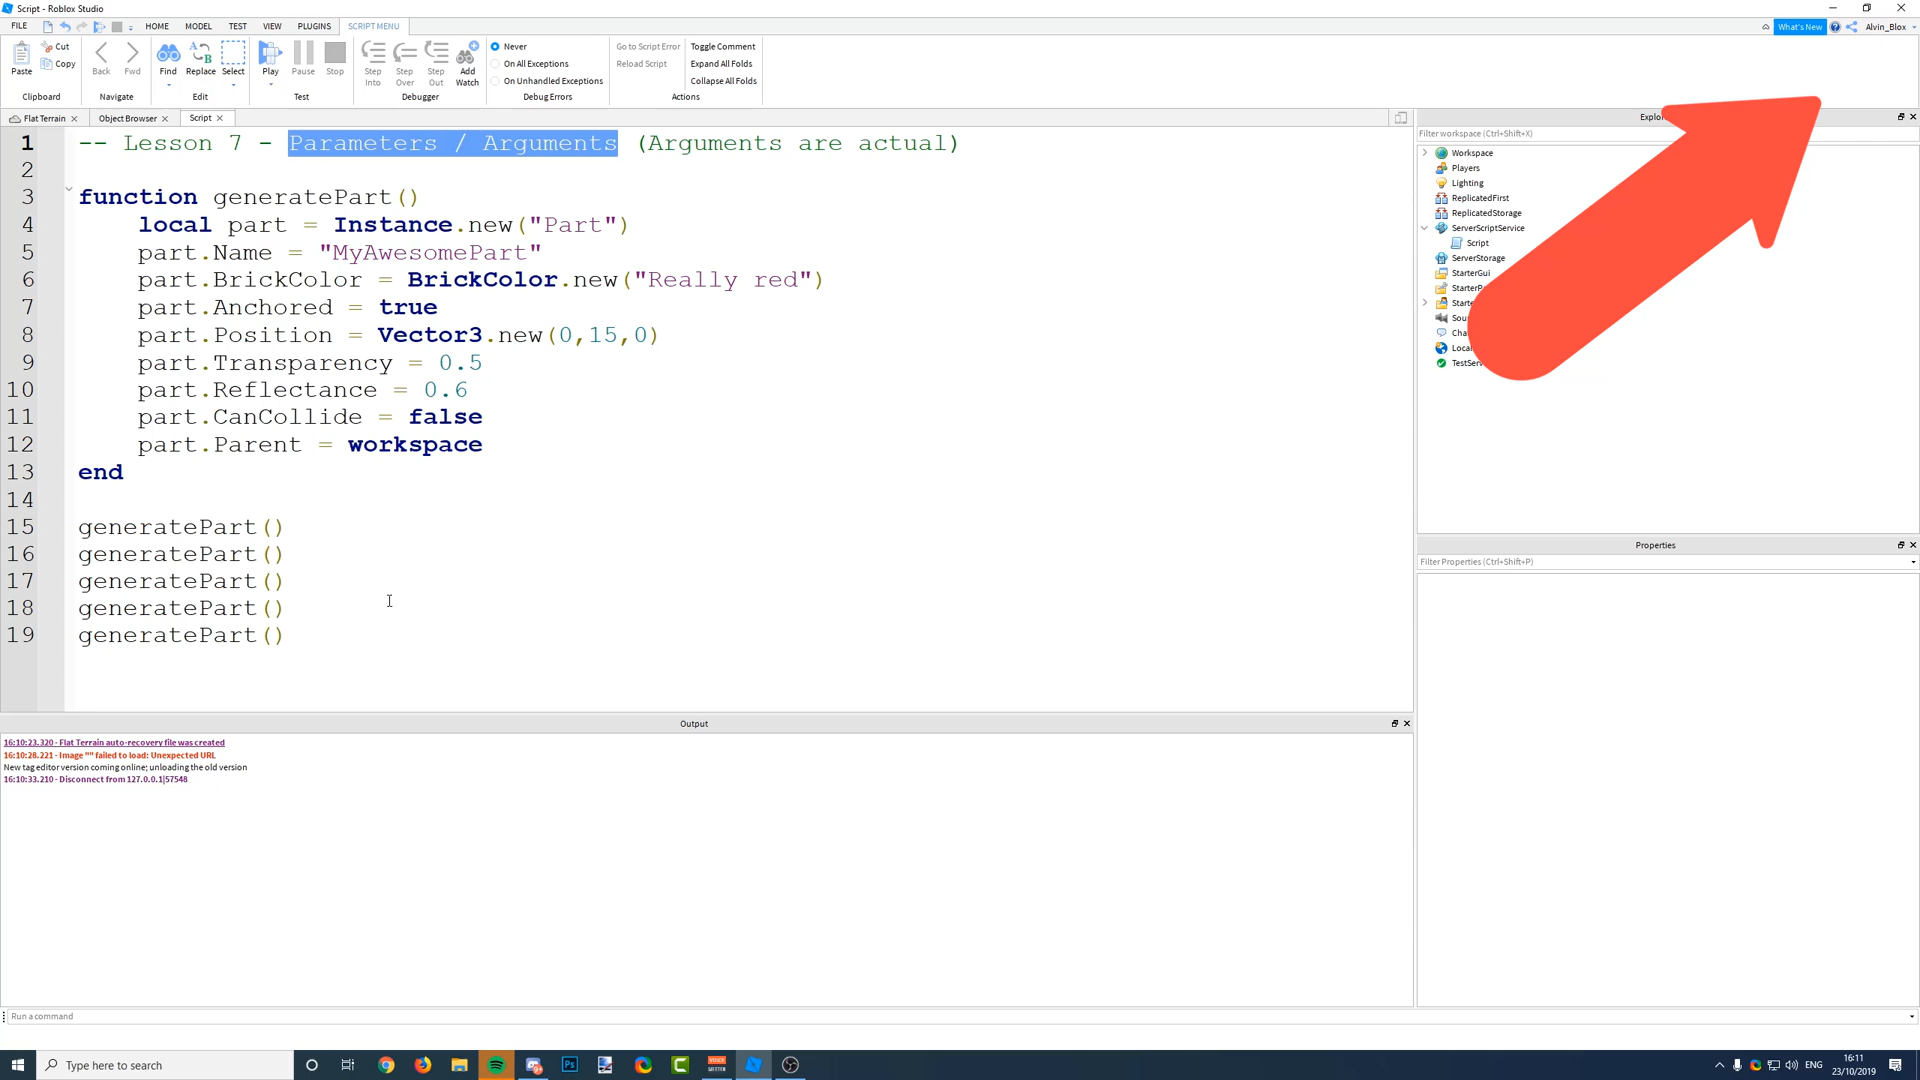 Script - Roblox Studio
FILE HOME MODEL TEST VIEW PLUGINS SCRIPT MENU What's New Alvin_Blox
Paste Cut Copy Back Fwd Find Replace Select Play Pause Stop Step Into Step Over Step Out Add Watch Never On All Exceptions On Unhandled Exceptions Go to Script Error Reload Script Toggle Comment Expand All Folds Collapse All Folds
Clipboard Navigate Edit Test Debugger Debug Errors Actions
Flat Terrain Object Browser Script
1 -- Lesson 7 - Parameters / Arguments (Arguments are actual)
2
3 function generatePart()
4 local part = Instance.new("Part")
5 part.Name = "MyAwesomePart"
6 part.BrickColor = BrickColor.new("Really red")
7 part.Anchored = true
8 part.Position = Vector3.new(0,15,0)
9 part.Transparency = 0.5
10 part.Reflectance = 0.6
11 part.CanCollide = false
12 part.Parent = workspace
13 end
14
15 generatePart()
16 generatePart()
17 generatePart()
18 generatePart()
19 generatePart()
Output
16:10:23.320 - Flat Terrain auto-recovery file was created
16:10:28.221 - Image "" failed to load: Unexpected URL
New tag editor version coming online; unloading the old version
16:10:33.210 - Disconnect from 127.0.0.1|57548
Run a command
Explor
Filter workspace (Ctrl+Shift+X)
Workspace
Players
Lighting
ReplicatedFirst
ReplicatedStorage
ServerScriptService
Script
ServerStorage
StarterGui
StarterP
Starte
Sou
Cha
Local
TestServ
Properties
Filter Properties (Ctrl+Shift+P)
Type here to search
ENG
16:11
23/10/2019